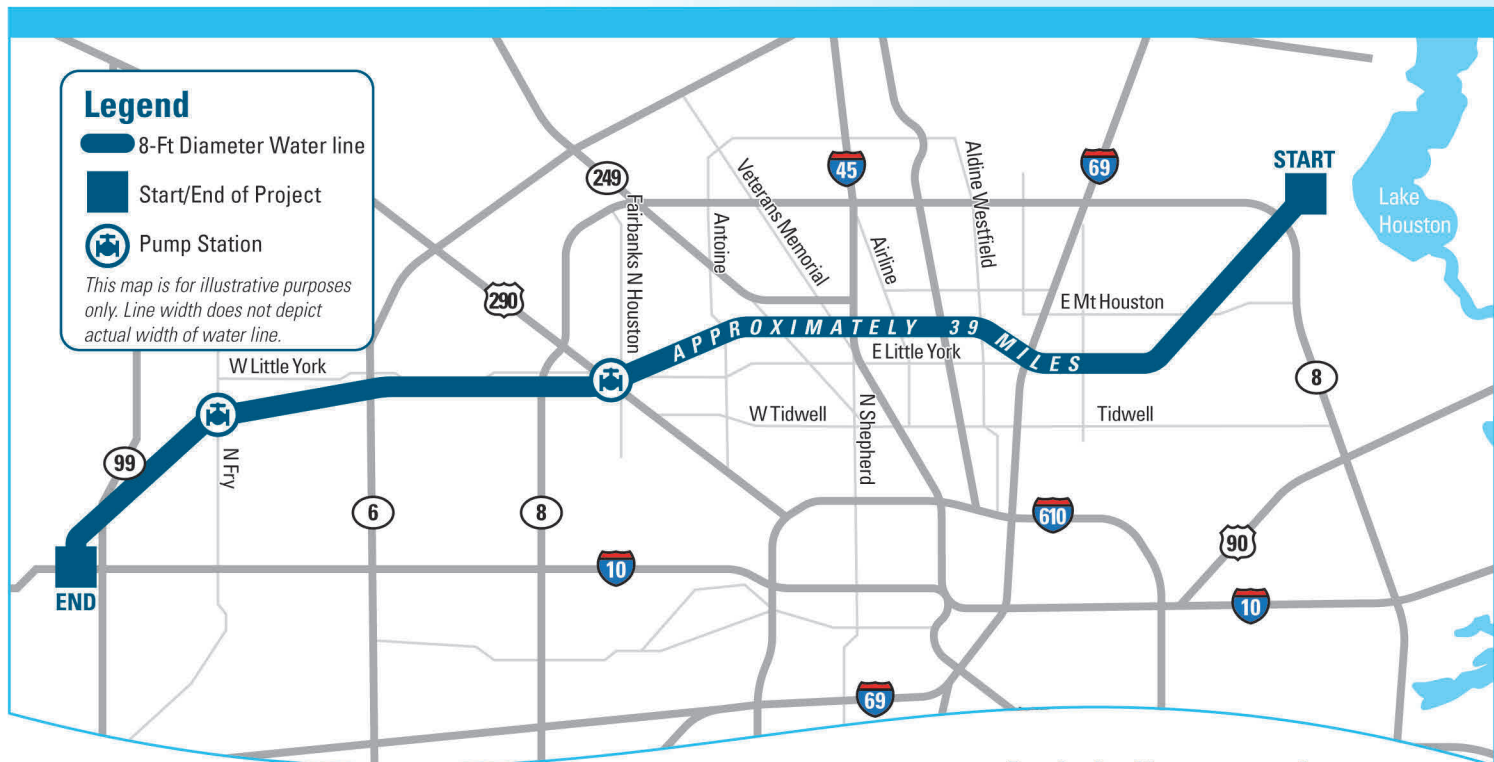 Legend
8-Ft Diameter Water line
Start/End of Project
Pump Station
This map is for illustrative purposes
only. Line width does not depict
actual width of water line.
START
Lake
Houston
249
45
69
Fairbanks N Houston
Antoine
Veterans Memorial
Airline
Aldine Westfield
290
E Mt Houston
APPROXIMATELY 39 MILES
W Little York
E Little York
8
W Tidwell
Tidwell
N Shepherd
99
N Fry
6
8
610
90
10
10
END
69